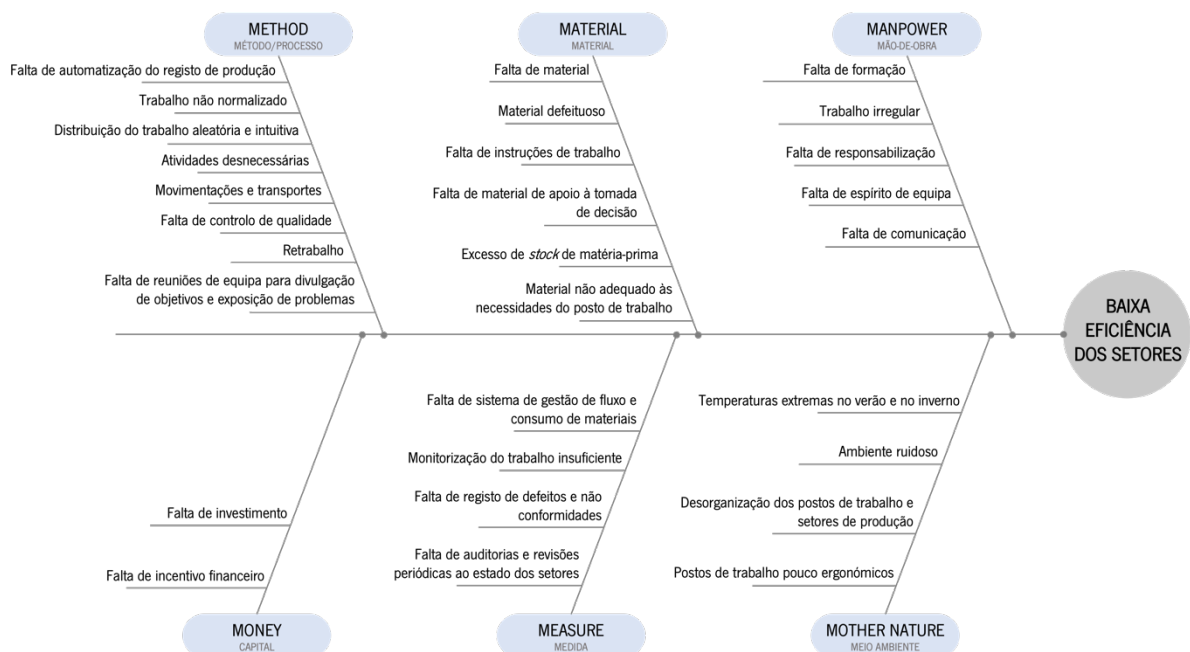 METHOD
MÉTODO/PROCESSO
Falta de automatização do registo de produção
Trabalho não normalizado
Distribuição do trabalho aleatória e intuitiva
Atividades desnecessárias
Movimentações e transportes
Falta de controlo de qualidade
Retrabalho
Falta de reuniões de equipa para divulgação
de objetivos e exposição de problemas
MATERIAL
MATERIAL
Falta de material
Material defeituoso
Falta de instruções de trabalho
Falta de material de apoio à tomada
de decisão
Excesso de stock de matéria-prima
Material não adequado às
necessidades do posto de trabalho
MANPOWER
MÃO-DE-OBRA
Falta de formação
Trabalho irregular
Falta de responsabilização
Falta de espírito de equipa
Falta de comunicação
BAIXA
EFICIÊNCIA
DOS SETORES
Falta de investimento
Falta de incentivo financeiro
MONEY
CAPITAL
Falta de sistema de gestão de fluxo e
consumo de materiais
Monitorização do trabalho insuficiente
Falta de registo de defeitos e não
conformidades
Falta de auditorias e revisões
periódicas ao estado dos setores
MEASURE
MEDIDA
Temperaturas extremas no verão e no inverno
Ambiente ruidoso
Desorganização dos postos de trabalho e
setores de produção
Postos de trabalho pouco ergonómicos
MOTHER NATURE
MEIO AMBIENTE